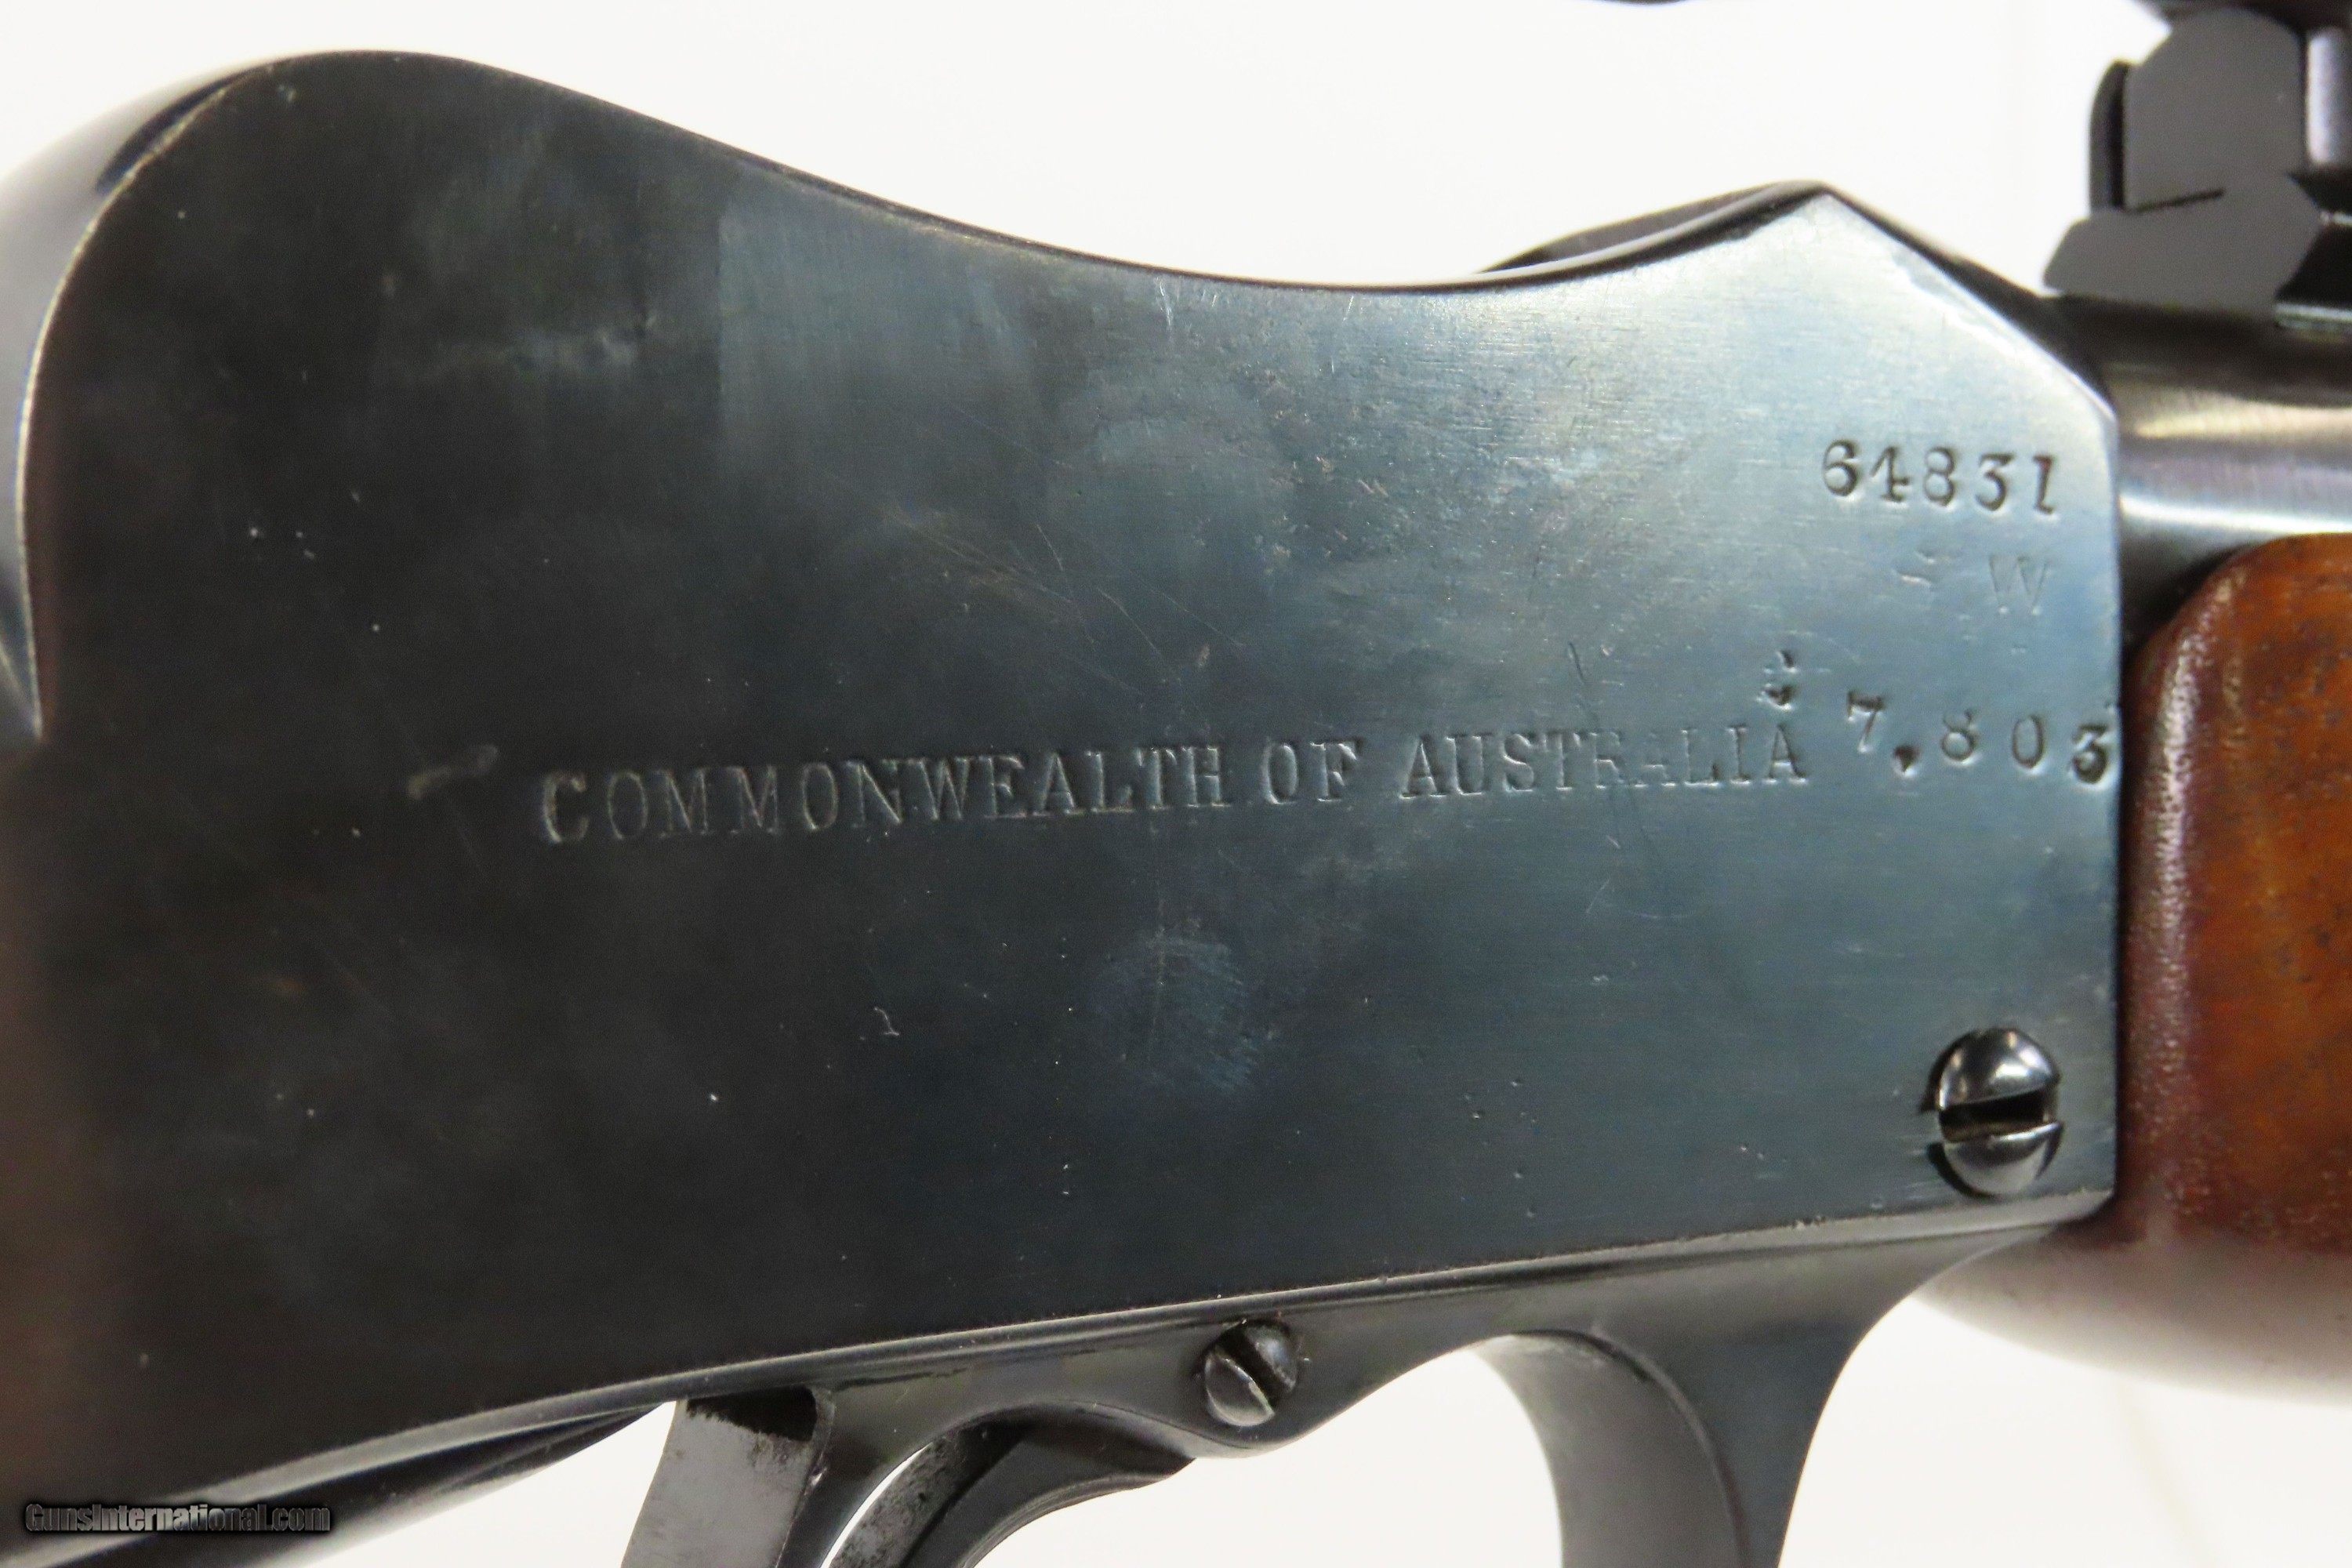 64831
W
COMMONWEALTH OF AUSTRALIA 7,803
GunsInternational.com